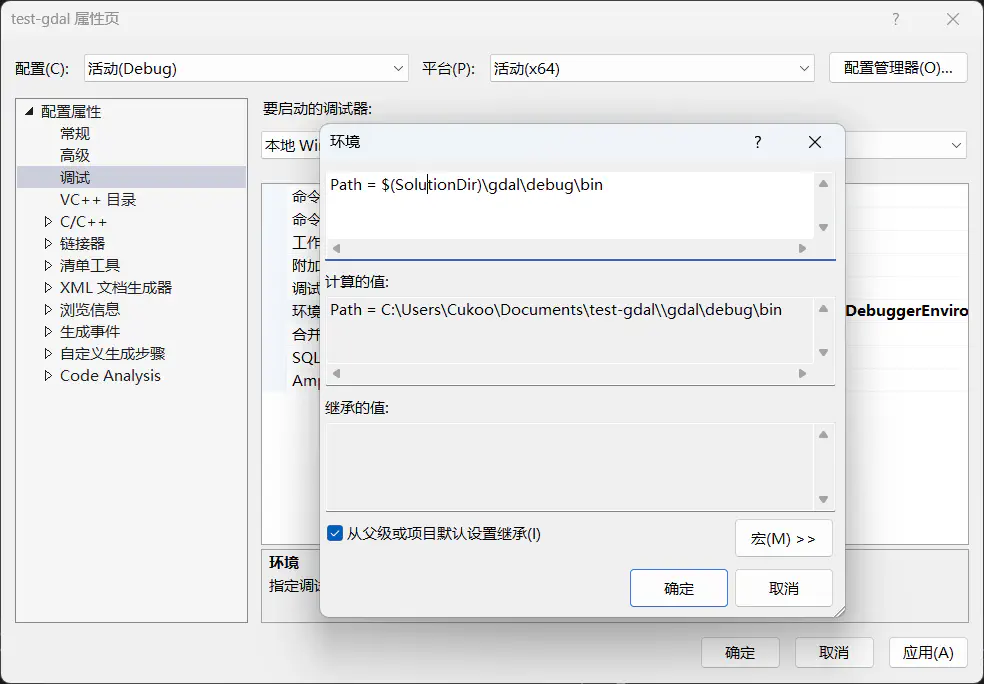 test-gdal 属性页
?
配置(C):
活动(Debug)
平台(P):
活动(x64)
配置管理器(O)...
配置属性
常规
高级
调试
VC++ 目录
C/C++
链接器
清单工具
XML 文档生成器
浏览信息
生成事件
自定义生成步骤
Code Analysis
要启动的调试器:
本地 Wi
命令
命令
工作
附加
调试
环境
DebuggerEnviro
合并
SQL
Amp
环境
指定调试
环境
?
Path = $(SolutionDir)\gdal\debug\bin
计算的值:
Path = C:\Users\Cukoo\Documents\test-gdal\\gdal\debug\bin
继承的值:
从父级或项目默认设置继承(I)
宏(M) >>
确定
取消
确定
取消
应用(A)